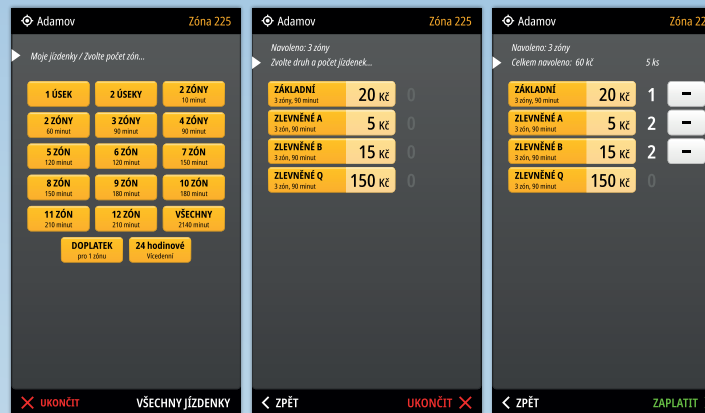 Adamov Zóna 225
Moje jízdenky / Zvolte počet zón...
1 ÚSEK
2 ÚSEKY
2 ZÓNY
10 minut
2 ZÓNY
60 minut
3 ZÓNY
90 minut
4 ZÓNY
90 minut
5 ZÓN
120 minut
6 ZÓN
120 minut
7 ZÓN
150 minut
8 ZÓN
150 minut
9 ZÓN
180 minut
10 ZÓN
180 minut
11 ZÓN
210 minut
12 ZÓN
210 minut
VŠECHNY
2140 minut
DOPLATEK
pro 1 zónu
24 hodinové
Vícedenní
UKONČIT VŠECHNY JÍZDENKY
Adamov Zóna 225
Navoleno: 3 zóny
Zvolte druh a počet jízdenek...
ZÁKLADNÍ
3 zóny, 90 minut
20 Kč 0
ZLEVNĚNÉ A
3 zón, 90 minut
5 Kč 0
ZLEVNĚNÉ B
3 zón, 90 minut
15 Kč 0
ZLEVNĚNÉ Q
3 zón, 90 minut
150 Kč 0
ZPĚT UKONČIT
Adamov Zóna 22
Navoleno: 3 zóny
Celkem navoleno: 60 kč 5 ks
ZÁKLADNÍ
3 zóny, 90 minut
20 Kč 1 -
ZLEVNĚNÉ A
3 zón, 90 minut
5 Kč 2 -
ZLEVNĚNÉ B
3 zón, 90 minut
15 Kč 2 -
ZLEVNĚNÉ Q
3 zón, 90 minut
150 Kč 0
ZPĚT ZAPLATIT